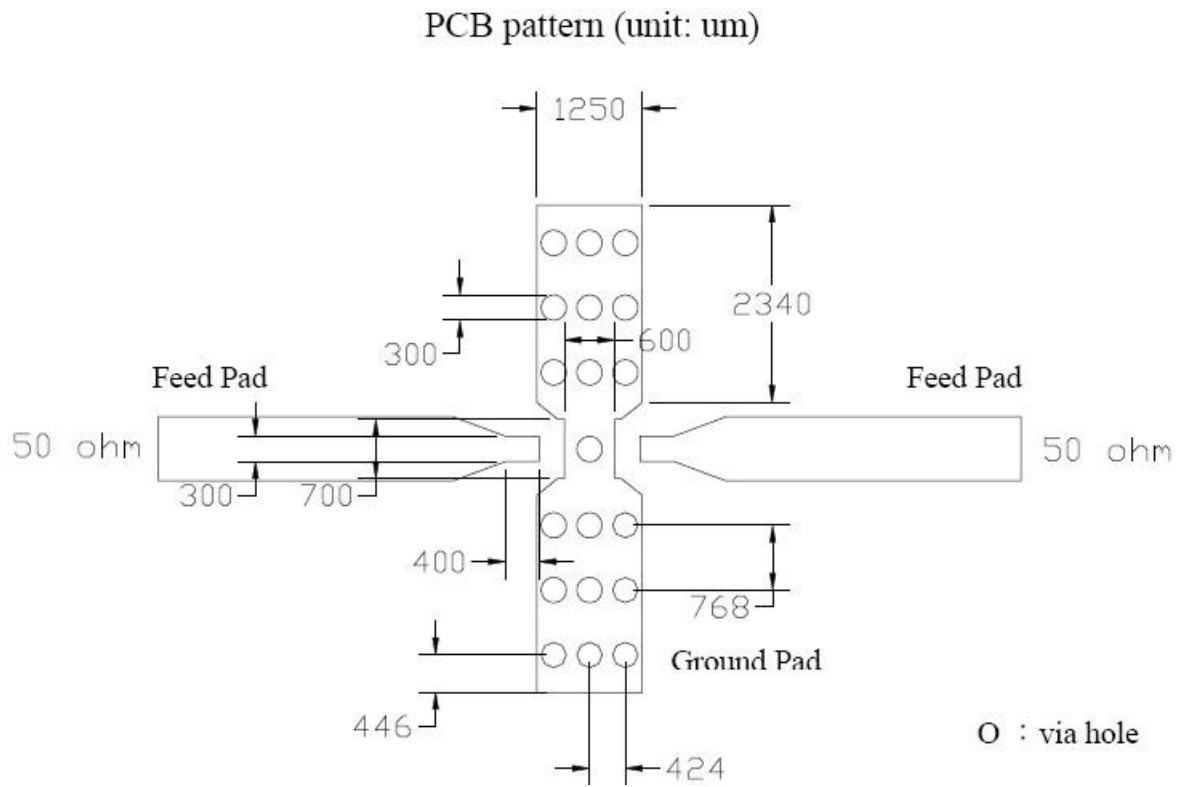 PCB pattern (unit: um)
1250
2340
300
600
Feed Pad
Feed Pad
50 ohm
50 ohm
300
700
400
768
Ground Pad
446
424
O : via hole